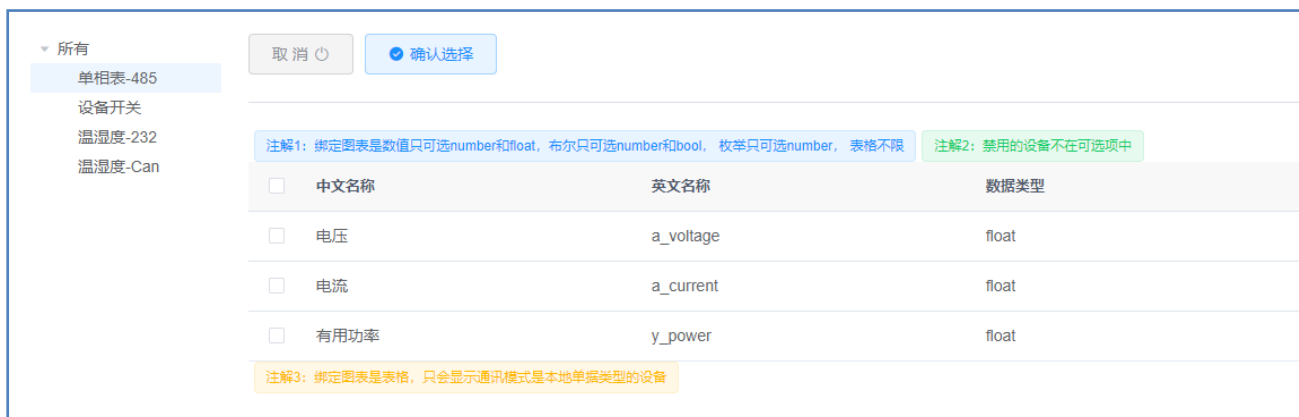 所有
单相表-485
设备开关
温湿度-232
温湿度-Can
取 消
确认选择
注解1：绑定图表是数值只可选number和float，布尔只可选number和bool， 枚举只可选number， 表格不限
注解2：禁用的设备不在可选项中
中文名称 英文名称 数据类型
电压 a_voltage float
电流 a_current float
有用功率 y_power float
注解3：绑定图表是表格，只会显示通讯模式是本地单据类型的设备